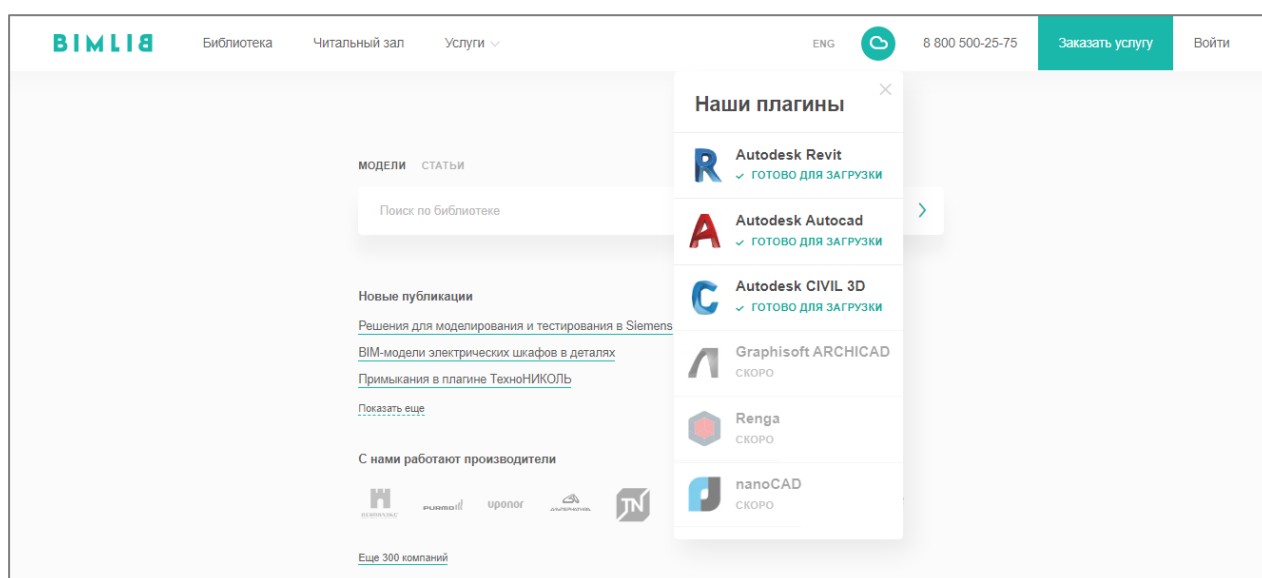 BIMLIB
Библиотека
Читальный зал
Услуги
ENG
8 800 500-25-75
Заказать услугу
Войти
Наши плагины
Autodesk Revit
ГОТОВО ДЛЯ ЗАГРУЗКИ
Autodesk Autocad
ГОТОВО ДЛЯ ЗАГРУЗКИ
Autodesk CIVIL 3D
ГОТОВО ДЛЯ ЗАГРУЗКИ
Graphisoft ARCHICAD
СКОРО
Renga
СКОРО
nanoCAD
СКОРО
МОДЕЛИ СТАТЬИ
Поиск по библиотеке
Новые публикации
Решения для моделирования и тестирования в Siemens
BIM-модели электрических шкафов в деталях
Примыкания в плагине ТехноНИКОЛЬ
Показать еще
С нами работают производители
PURMO
uponor
TN
Еще 300 компаний